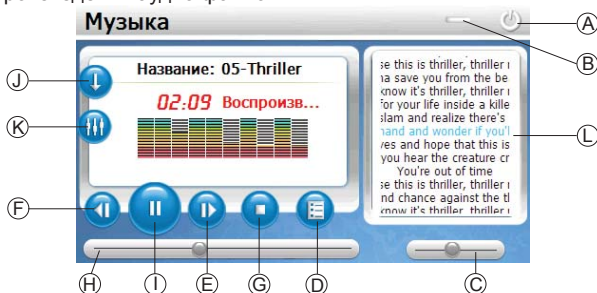 Музыка
A
B
J
Название: 05-Thriller
02:09 Воспроизв...
K
se this is thriller, thriller
na save you from the be
know it's thriller, thriller
for your life inside a kille
slam and realize there's
hand and wonder if you'l
ves and hope that this is
you hear the creature cr
You're out of time
se this is thriller, thriller
nd chance against the tl
know it's thriller, thriller
L
F
H
I
E
G
D
C